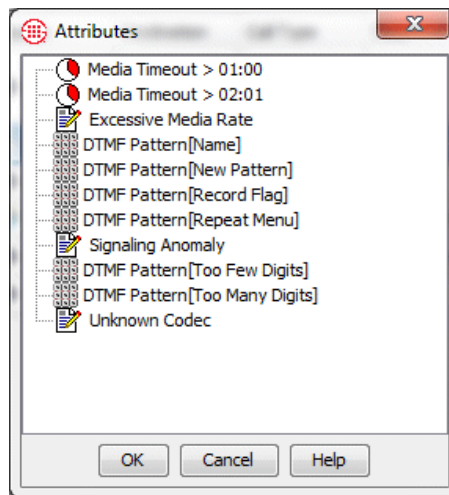 Attributes
Media Timeout > 01:00
Media Timeout > 02:01
Excessive Media Rate
DTMF Pattern[Name]
DTMF Pattern[New Pattern]
DTMF Pattern[Record Flag]
DTMF Pattern[Repeat Menu]
Signaling Anomaly
DTMF Pattern[Too Few Digits]
DTMF Pattern[Too Many Digits]
Unknown Codec
OK Cancel Help